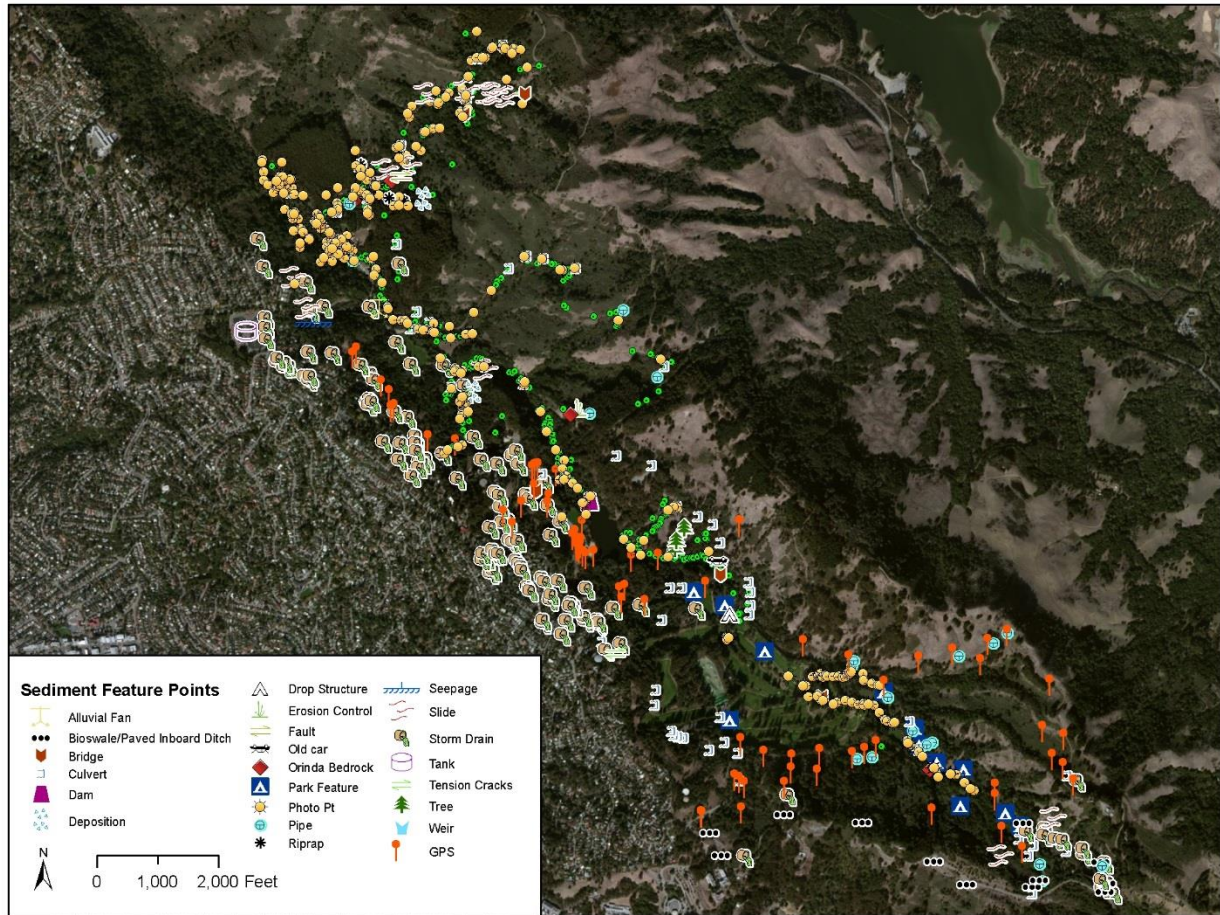 Sediment Feature Points
Alluvial Fan
Bioswale/Paved Inboard Ditch
Bridge
Culvert
Dam
Deposition
Drop Structure
Erosion Control
Fault
Old car
Orinda Bedrock
Park Feature
Photo Pt
Pipe
Riprap
Seepage
Slide
Storm Drain
Tank
Tension Cracks
Tree
Weir
GPS
N
0 1,000 2,000 Feet